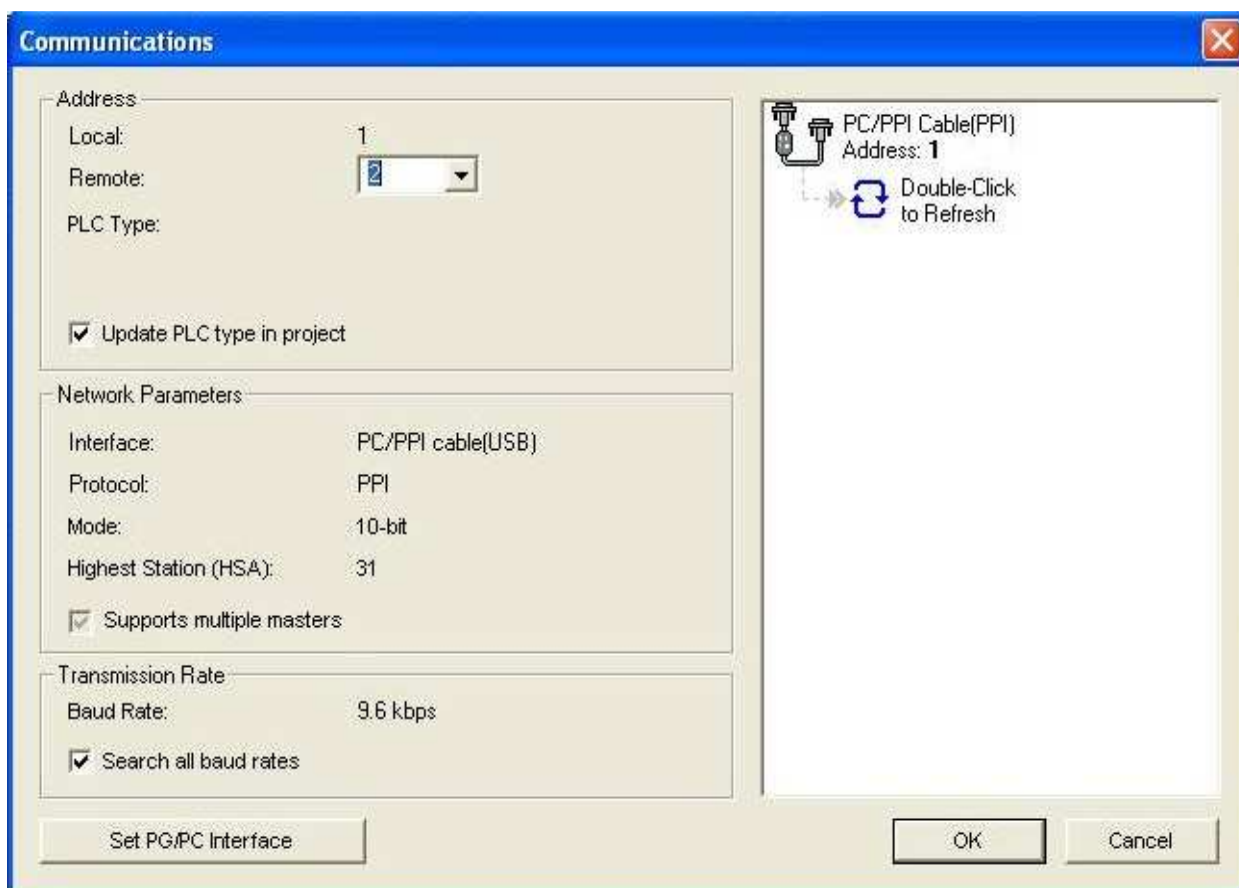 Communications
Address
Local: 1
Remote: 2
PLC Type:
Update PLC type in project
Network Parameters
Interface: PC/PPI cable(USB)
Protocol: PPI
Mode: 10-bit
Highest Station (HSA): 31
Supports multiple masters
Transmission Rate
Baud Rate: 9.6 kbps
Search all baud rates
Set PG/PC Interface
PC/PPI Cable(PPI)
Address: 1
Double-Click
to Refresh
OK
Cancel